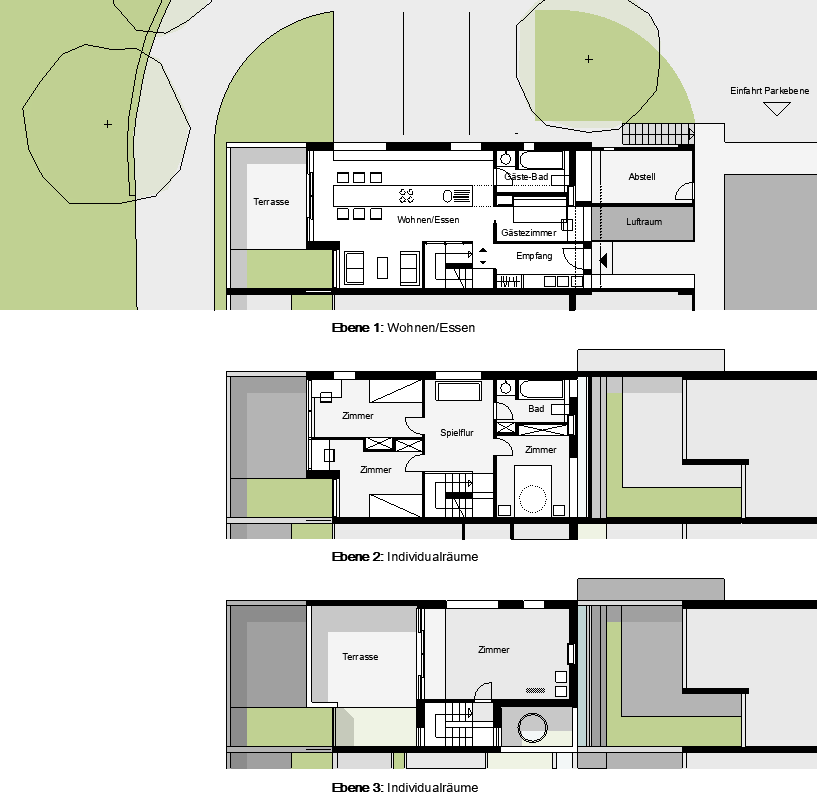 Einfahrt Parkebene
Gäste-Bad
Abstell
Terrasse
Wohnen/Essen
Luftraum
Gästezimmer
Empfang
Ebene 1: Wohnen/Essen
Zimmer
Bad
Spielflur
Zimmer
Zimmer
Ebene 2: Individualräume
Terrasse
Zimmer
Ebene 3: Individualräume